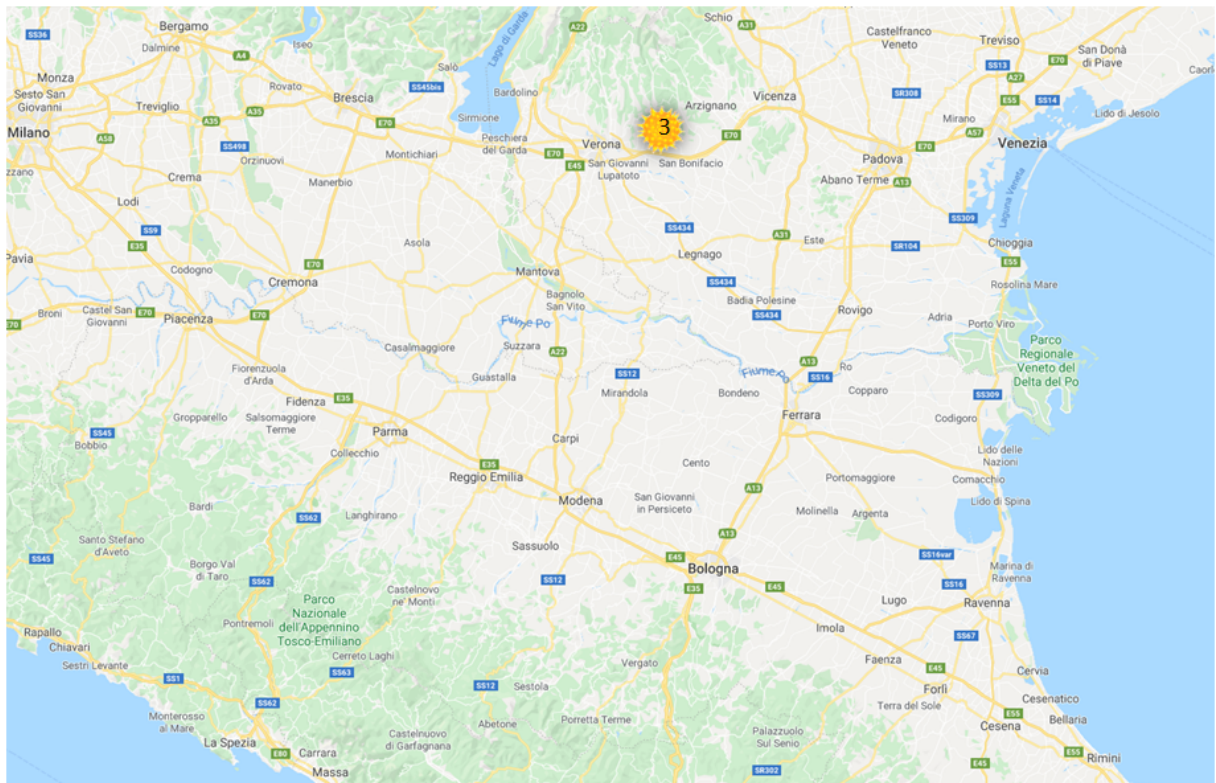 Bergamo
Schio
A31
SS36
A22
Castelfranco
Veneto
Treviso
Dalmine
Iseo
Lago di Garda
San Donà
di Piave
A4
E70
SS13
Salò
Monza
A27
Caorl
Sesto San
Giovanni
Rovato
SS45bis
Bardolino
Brescia
Vicenza
SR308
E55
SS14
Treviglio
A35
Arzignano
Lido di Jesolo
Sirmione
Mirano
A35
E70
3
A57
Milano
A58
E70
Venezia
Peschiera
del Garda
Verona
SS498
E70
Montichiari
E70
Padova
Orzinuovi
E45
San Giovanni
Lupatoto
San Bonifacio
zzano
Crema
Manerbio
Abano Terme
A13
Laguna Veneta
Lodi
SS309
SS9
SS434
A31
Este
E35
Asola
SR104
Chioggia
Legnago
Pavia
E70
E55
Codogno
Mantova
Cremona
SS434
Rosolina Mare
Bagnolo
San Vito
Badia Polesine
Broni
Castel San
Giovanni
E70
Rovigo
E70
Piacenza
E70
SS434
Adria
Porto Viro
Fiume Po
Casalmaggiore
Suzzara
A22
Parco
Regionale
Veneto del
Delta del Po
A13
Fiorenzuola
d'Arda
Ro
Guastalla
SS12
Fiume Po
SS16
Mirandola
Bondeno
Copparo
SS309
Fidenza
E35
Gropparello
Salsomaggiore
Terme
Ferrara
Codigoro
SS45
Parma
Bobbio
Carpi
Collecchio
Lido delle
Nazioni
E35
Cento
Reggio Emilia
Portomaggiore
Comacchio
A13
Modena
San Giovanni
in Persiceto
Lido di Spina
Bardi
Molinella
Argenta
SS62
Langhirano
A13
Santo Stefano
d'Aveto
Sassuolo
SS45
E45
SS16var
Borgo Val
di Taro
Bologna
Marina di
Ravenna
SS62
SS12
E35
E45
SS16
Castelnovo
ne' Monti
Parco
Nazionale
dell'Appennino
Tosco-Emiliano
Lugo
Ravenna
Pontremoli
Rapallo
Imola
SS67
Chiavari
Cerreto Laghi
Vergato
Faenza
Sestri Levante
SS63
E45
Cervia
SS1
SS12
Sestola
Forlì
SS62
Cesenatico
Terra del Sole
Monterosso
al Mare
Abetone
Porretta Terme
E55
Bellaria
Cesena
Palazzuolo
Sul Senio
La Spezia
Castelnuovo
di Garfagnana
E80
Carrara
E55
Rimini
Massa
SR302
E45